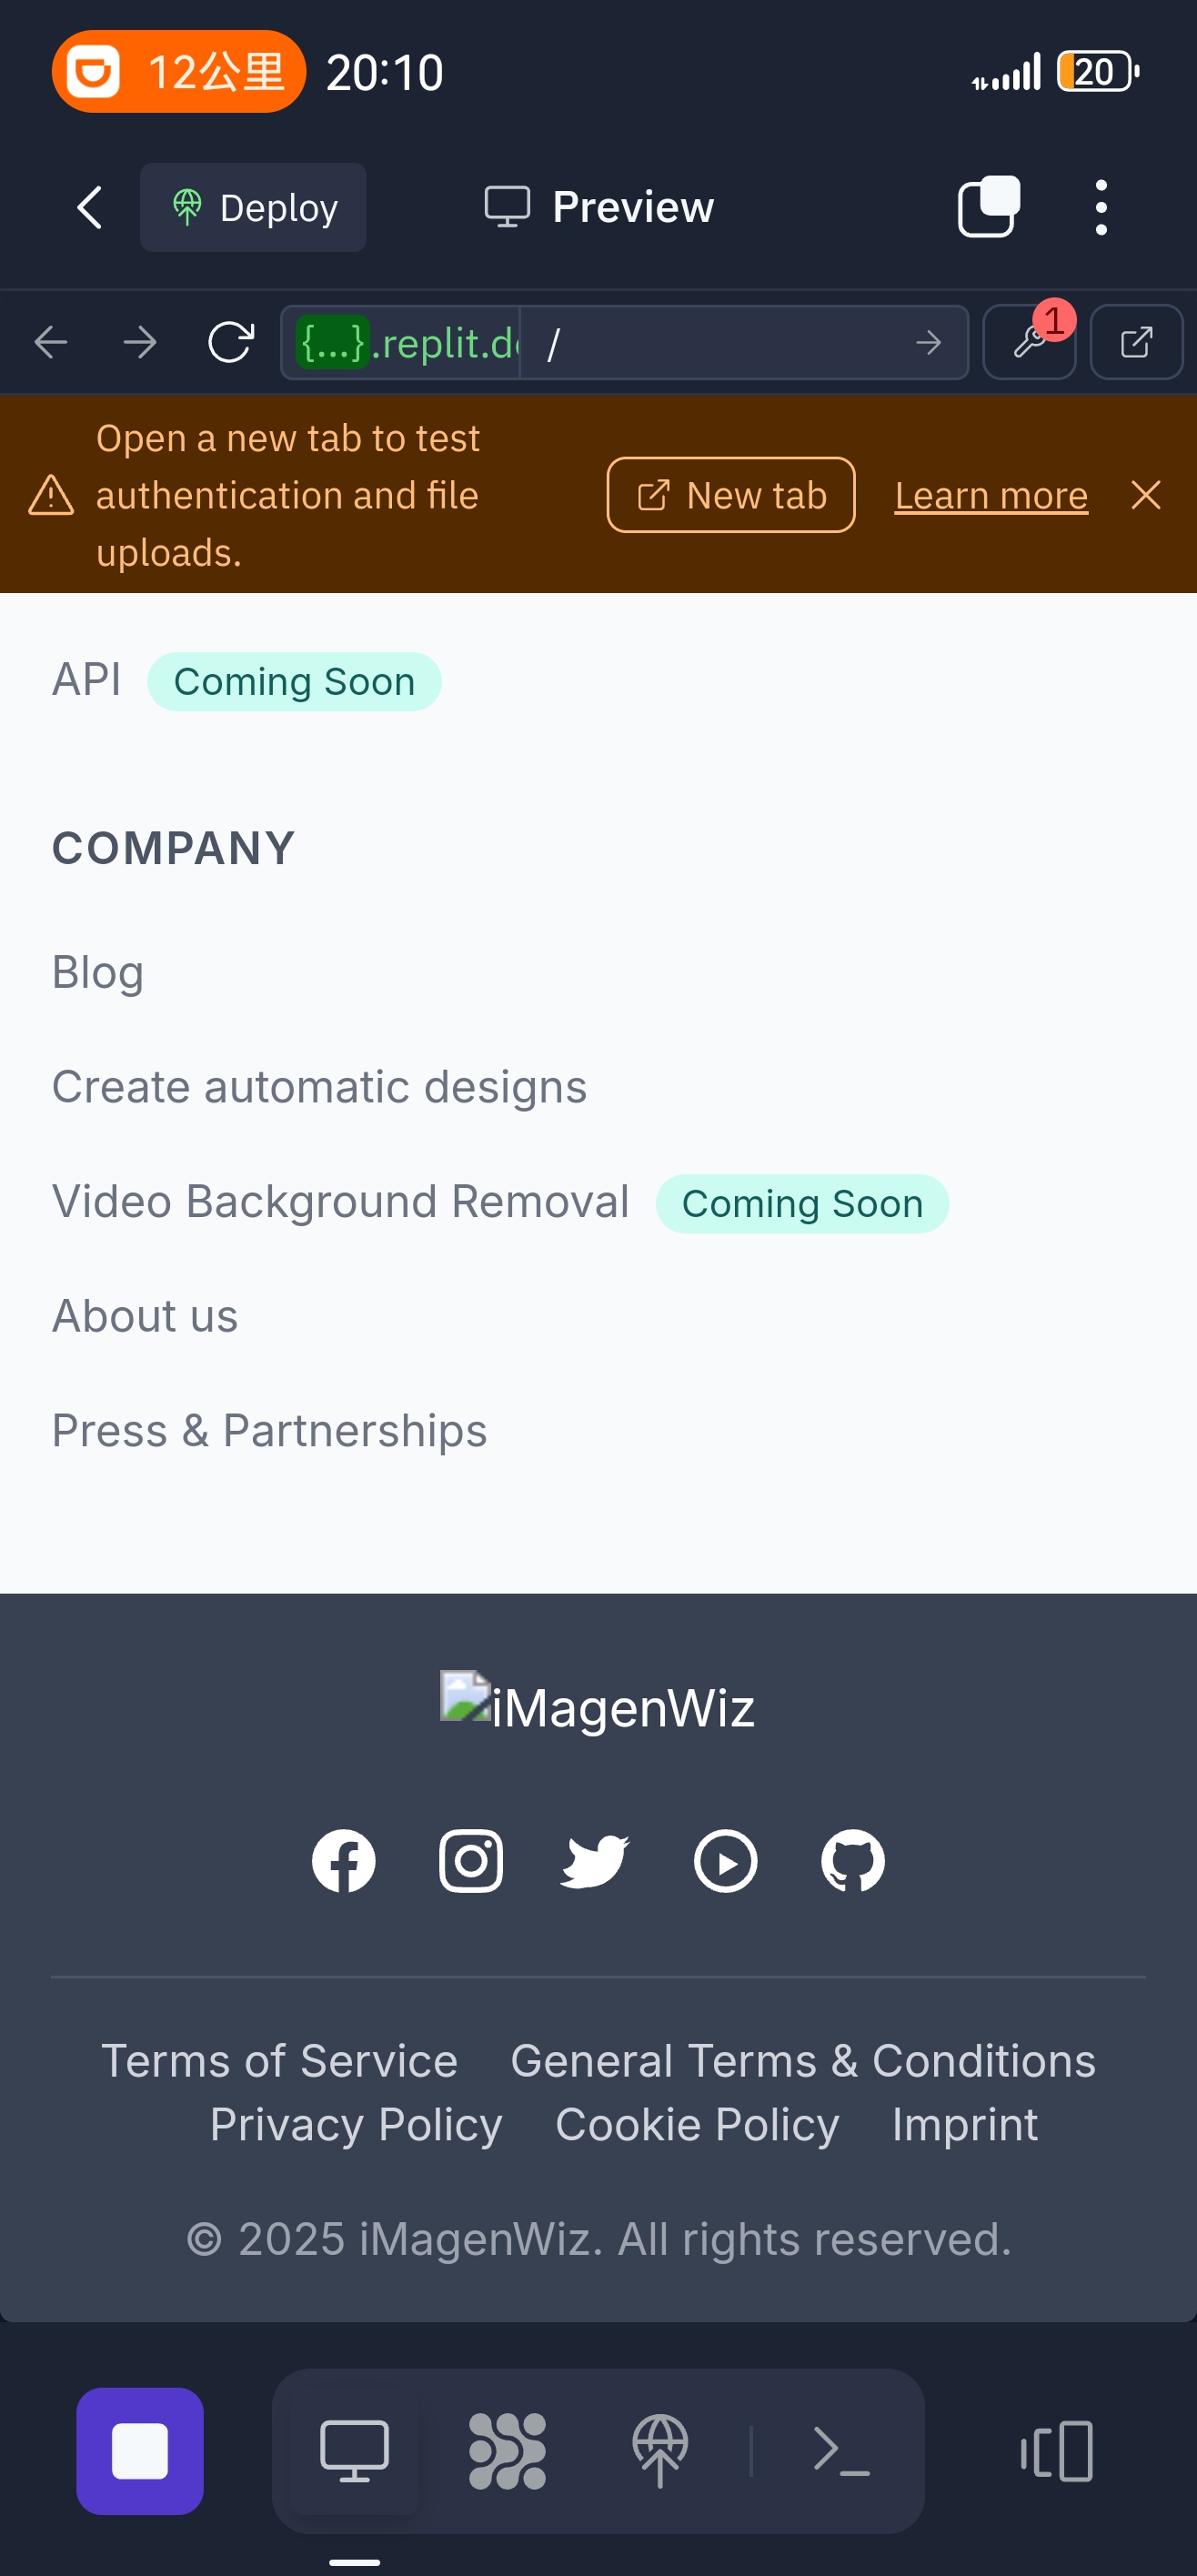 12公里 20:10 20
Deploy Preview
{...}.replit.d / 1
Open a new tab to test
authentication and file
uploads.
New tab Learn more
API Coming Soon
COMPANY
Blog
Create automatic designs
Video Background Removal Coming Soon
About us
Press & Partnerships
iMagenWiz
Terms of Service General Terms & Conditions
Privacy Policy Cookie Policy Imprint
© 2025 iMagenWiz. All rights reserved.